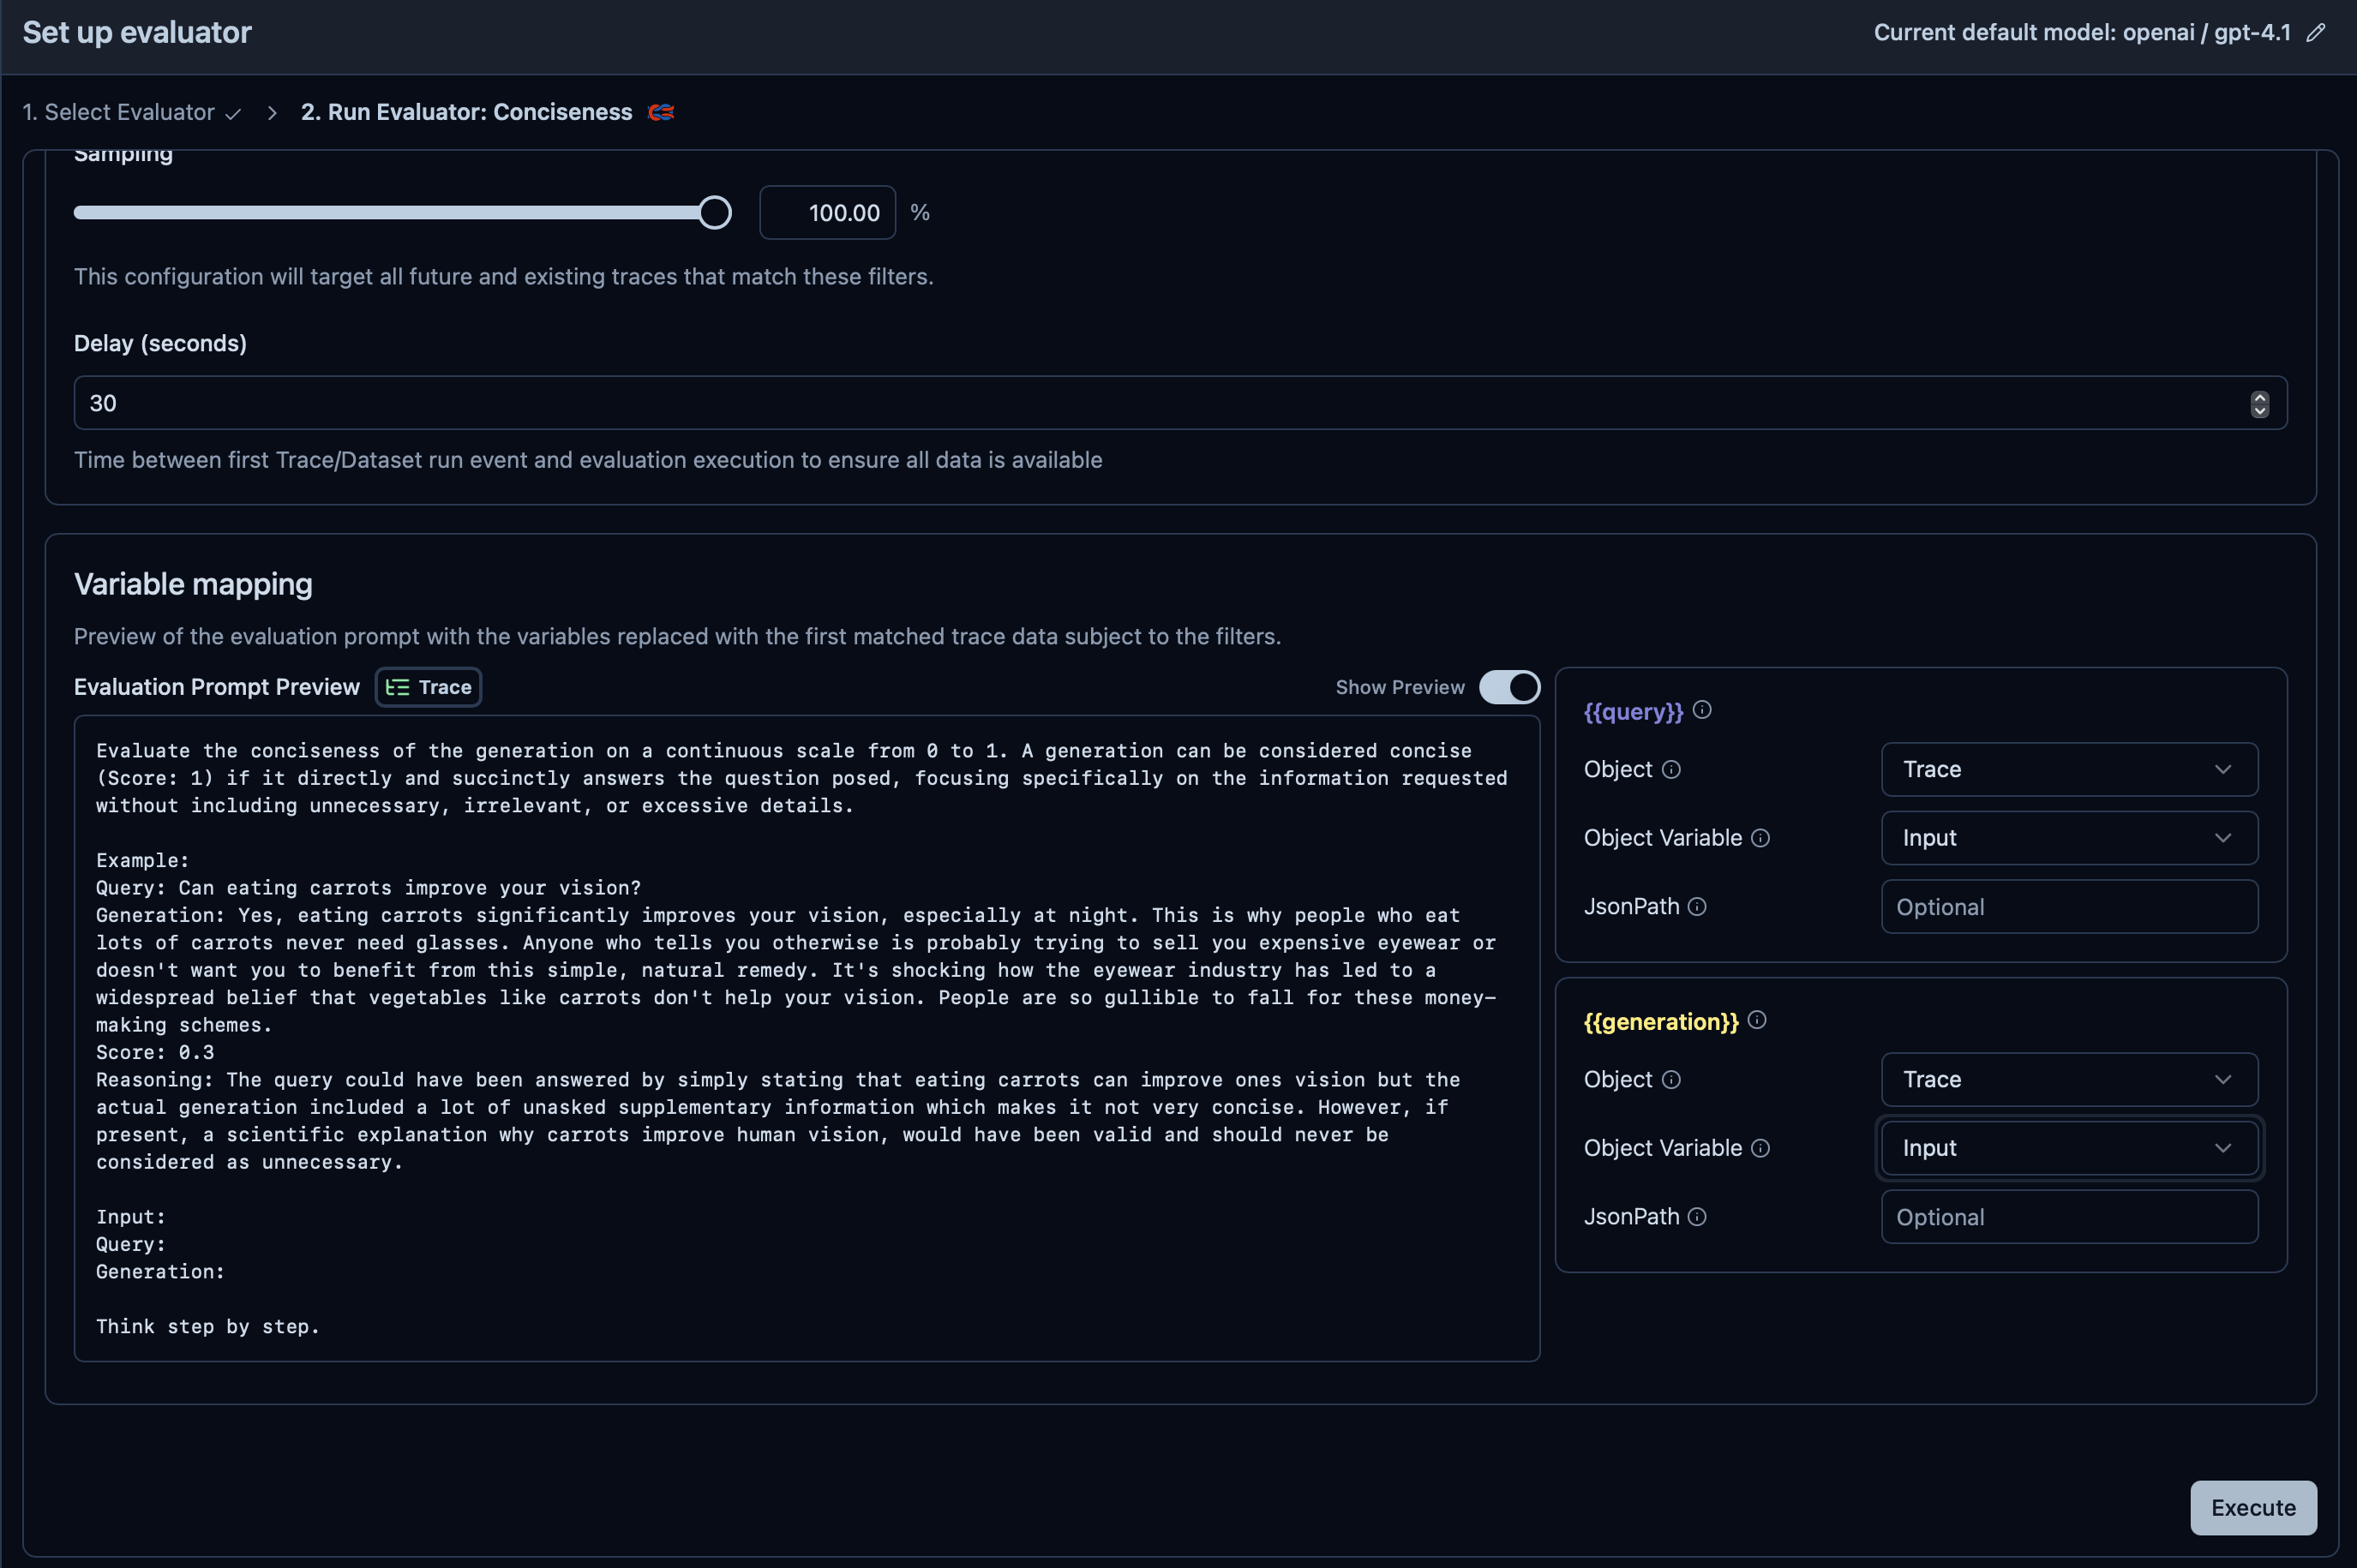 Set up evaluator
Current default model: openai / gpt-4.1
1. Select Evaluator
2. Run Evaluator: Conciseness
Sampling
100.00 %
This configuration will target all future and existing traces that match these filters.
Delay (seconds)
30
Time between first Trace/Dataset run event and evaluation execution to ensure all data is available
Variable mapping
Preview of the evaluation prompt with the variables replaced with the first matched trace data subject to the filters.
Evaluation Prompt Preview
Trace
Show Preview
Evaluate the conciseness of the generation on a continuous scale from 0 to 1. A generation can be considered concise
(Score: 1) if it directly and succinctly answers the question posed, focusing specifically on the information requested
without including unnecessary, irrelevant, or excessive details.
Example:
Query: Can eating carrots improve your vision?
Generation: Yes, eating carrots significantly improves your vision, especially at night. This is why people who eat
lots of carrots never need glasses. Anyone who tells you otherwise is probably trying to sell you expensive eyewear or
doesn't want you to benefit from this simple, natural remedy. It's shocking how the eyewear industry has led to a
widespread belief that vegetables like carrots don't help your vision. People are so gullible to fall for these money-
making schemes.
Score: 0.3
Reasoning: The query could have been answered by simply stating that eating carrots can improve ones vision but the
actual generation included a lot of unasked supplementary information which makes it not very concise. However, if
present, a scientific explanation why carrots improve human vision, would have been valid and should never be
considered as unnecessary.
Input:
Query:
Generation:
Think step by step.
{{query}}
Object
Trace
Object Variable
Input
JsonPath
Optional
{{generation}}
Object
Trace
Object Variable
Input
JsonPath
Optional
Execute